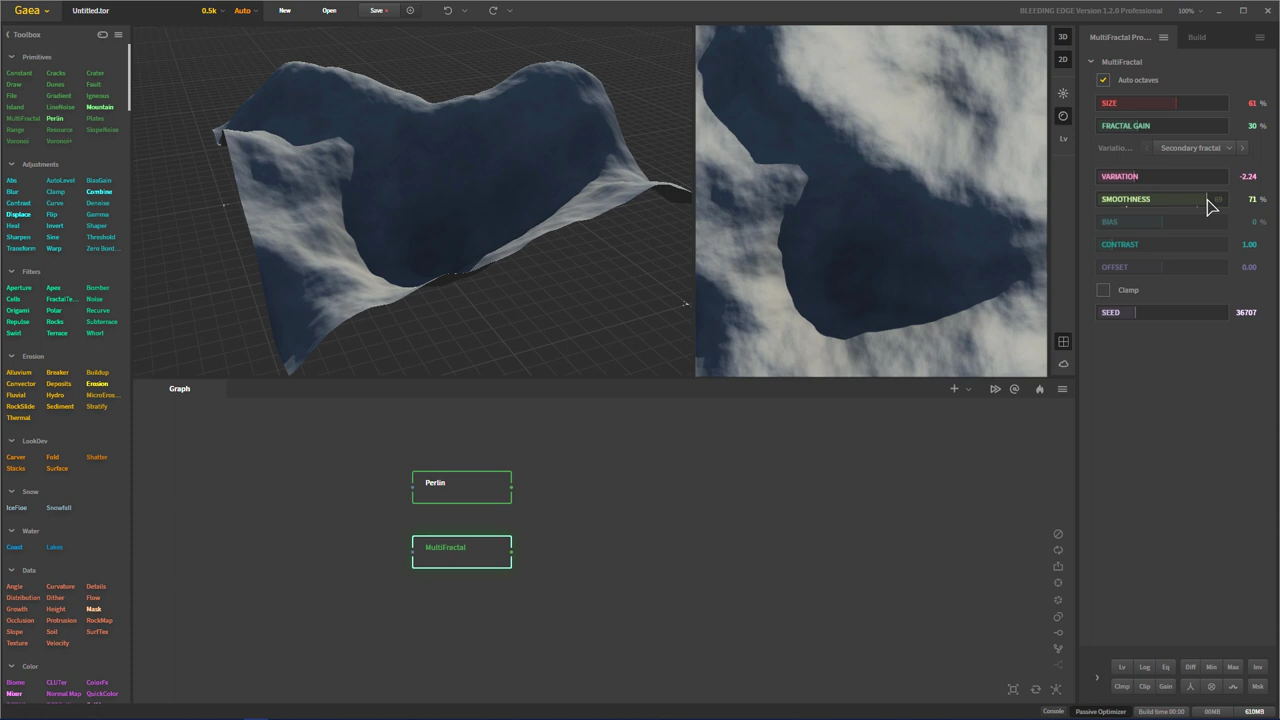 Gaea
Untitled.tor
0.5k
Auto
New
Open
Save
BLEEDING EDGE Version 1.2.0 Professional
100%
Toolbox
Primitives
Constant Cracks Crater
Draw Dunes Fault
File Gradient Igneous
Island LineNoise Mountain
MultiFractal Perlin Plates
Range Resource SlopeNoise
Voronoi Voronoi+
Adjustments
Abs AutoLevel BiasGain
Blur Clamp Combine
Contrast Curve Denoise
Displace Flip Gamma
Heal Invert Shaper
Sharpen Sine Threshold
Transform Warp Zero Bord...
Filters
Aperture Apex Bomber
Cells FractalTe... Noise
Origami Polar Recurve
Repulse Rocks Subterrace
Swirl Terrace Whorl
Erosion
Alluvium Breaker Buildup
Convector Deposits Erosion
Fluvial Hydro MicroEros...
RockSlide Sediment Stratify
Thermal
LookDev
Carver Fold Shatter
Stacks Surface
Snow
IceFloe Snowfall
Water
Coast Lakes
Data
Angle Curvature Details
Distribution Dither Flow
Growth Height Mask
Occlusion Protrusion RockMap
Slope Soil SurfTex
Texture Velocity
Color
Biome CLUTer ColorFx
Mixer Normal Map QuickColor
3D
2D
Lv
Graph
Perlin
MultiFractal
MultiFractal Pro... Build
MultiFractal
Auto octaves
SIZE 61 %
FRACTAL GAIN 30 %
Variatio... Secondary fractal
VARIATION -2.24
SMOOTHNESS 69 71 %
BIAS 0 %
CONTRAST 1.00
OFFSET 0.00
Clamp
SEED 36707
Lv Log Eq Diff Min Max Inv
Clmp Clip Gain Msk
Console Passive Optimizer Build time 00:00 00MB 610MB